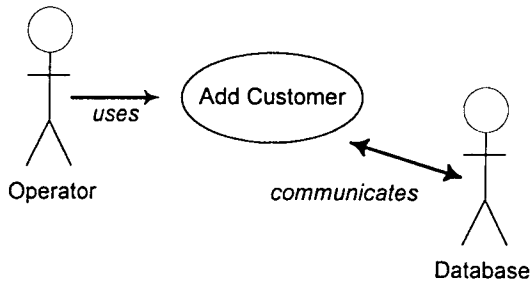 Add Customer
uses
Operator
communicates
Database